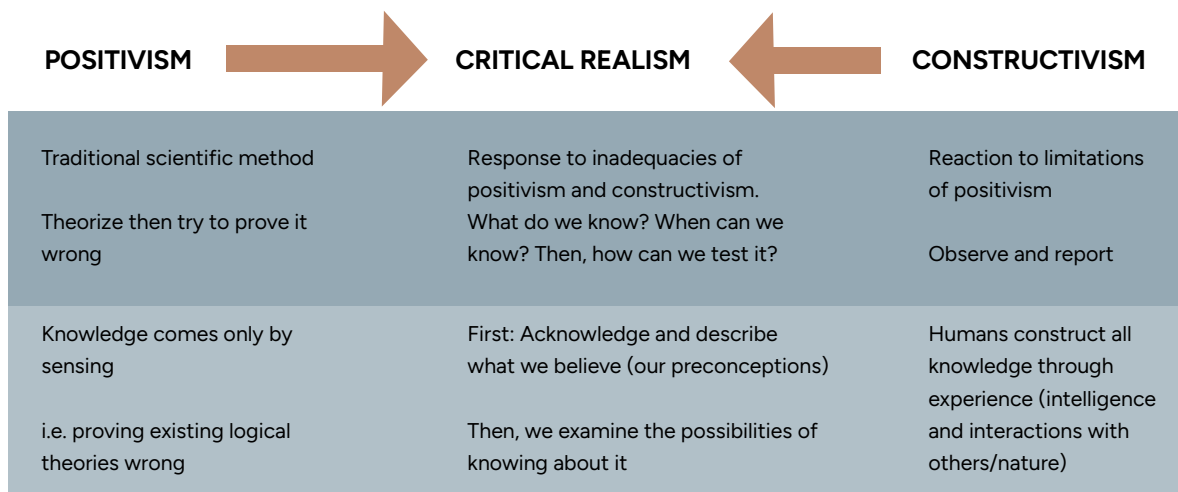 POSITIVISM
CRITICAL REALISM
CONSTRUCTIVISM
Traditional scientific method
Theorize then try to prove it
wrong
Response to inadequacies of
positivism and constructivism.
What do we know? When can we
know? Then, how can we test it?
Reaction to limitations
of positivism
Observe and report
Knowledge comes only by
sensing
i.e. proving existing logical
theories wrong
First: Acknowledge and describe
what we believe (our preconceptions)
Then, we examine the possibilities of
knowing about it
Humans construct all
knowledge through
experience (intelligence
and interactions with
others/nature)